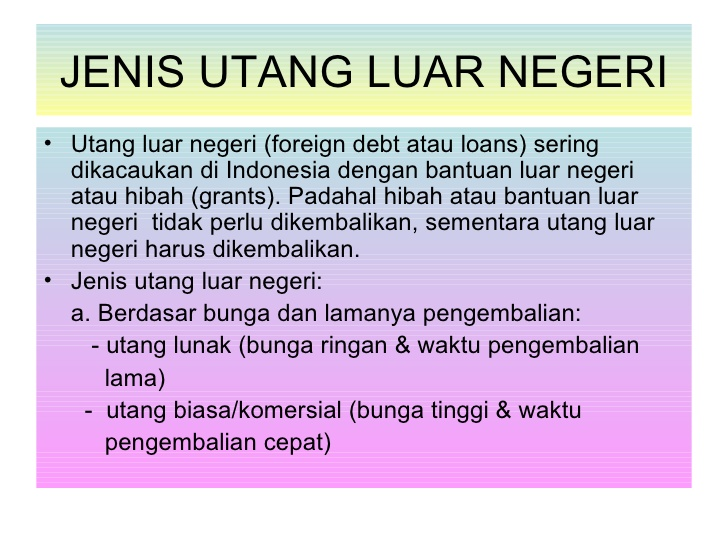 JENIS UTANG LUAR NEGERI
• Utang luar negeri (foreign debt atau loans) sering
dikacaukan di Indonesia dengan bantuan luar negeri
atau hibah (grants). Padahal hibah atau bantuan luar
negeri  tidak perlu dikembalikan, sementara utang luar
negeri harus dikembalikan.
• Jenis utang luar negeri:
a. Berdasar bunga dan lamanya pengembalian:
- utang lunak (bunga ringan & waktu pengembalian
lama)
-  utang biasa/komersial (bunga tinggi & waktu
pengembalian cepat)